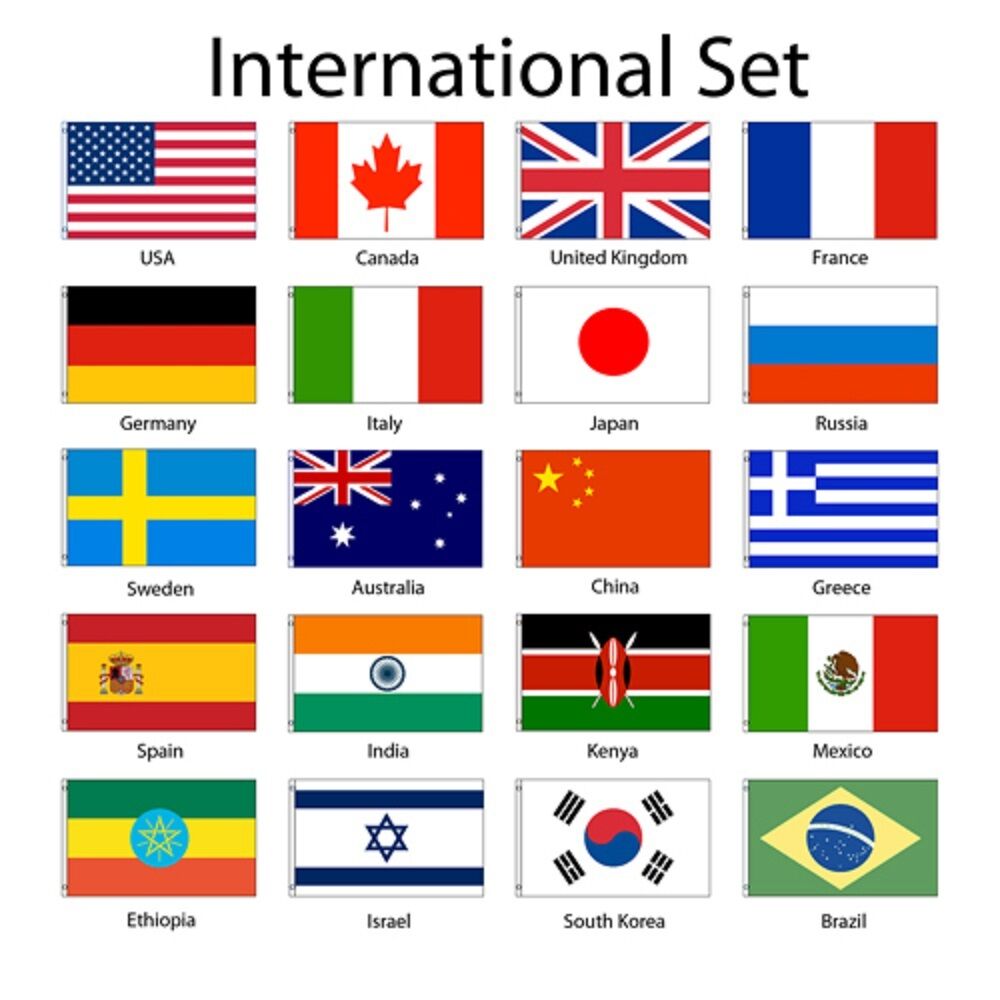 International Set
USA Canada United Kingdom France
Germany Italy Japan Russia
Sweden Australia China Greece
Spain India Kenya Mexico
Ethiopia Israel South Korea Brazil